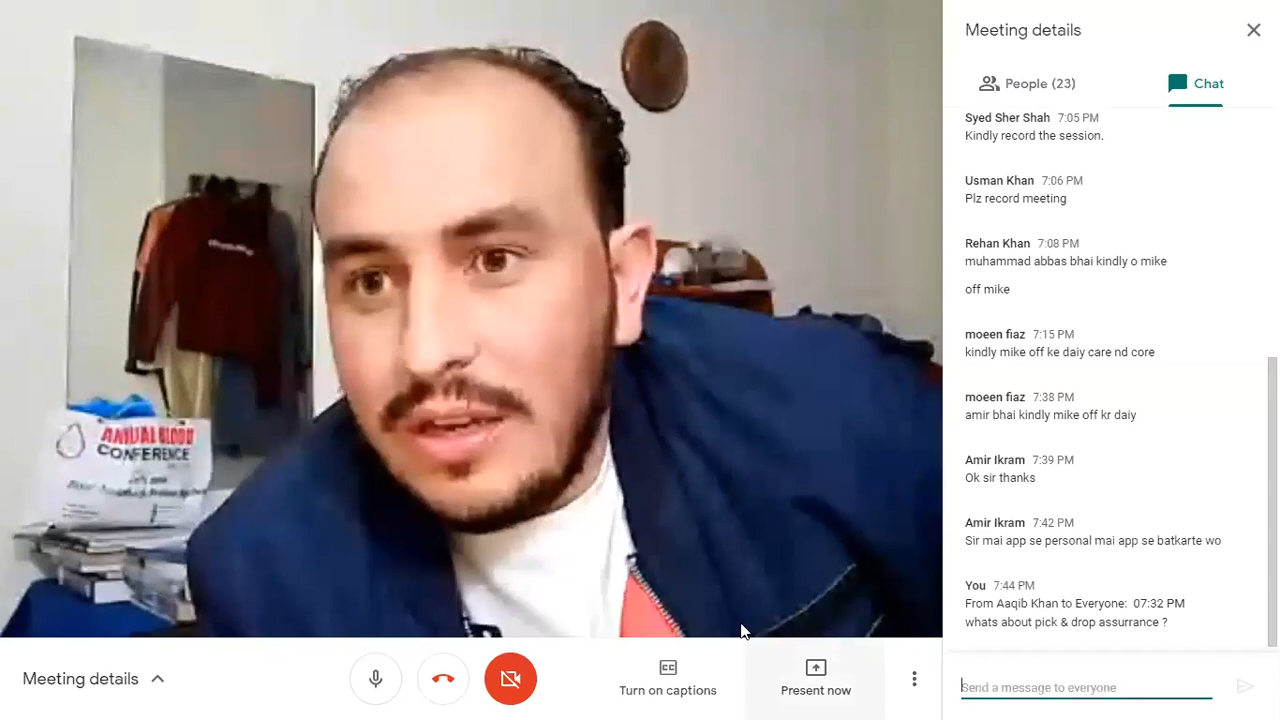 Meeting details
People (23)
Chat
Syed Sher Shah 7:05 PM
Kindly record the session.
Usman Khan 7:06 PM
Plz record meeting
Rehan Khan 7:08 PM
muhammad abbas bhai kindly o mike
off mike
moeen fiaz 7:15 PM
kindly mike off ke daiy care nd core
moeen fiaz 7:38 PM
amir bhai kindly mike off kr daiy
Amir Ikram 7:39 PM
Ok sir thanks
Amir Ikram 7:42 PM
Sir mai app se personal mai app se batkarte wo
You 7:44 PM
From Aaqib Khan to Everyone: 07:32 PM
whats about pick & drop assurrance ?
Send a message to everyone
BLOOD
CONFERENCE
Meeting details
CC
Turn on captions
Present now